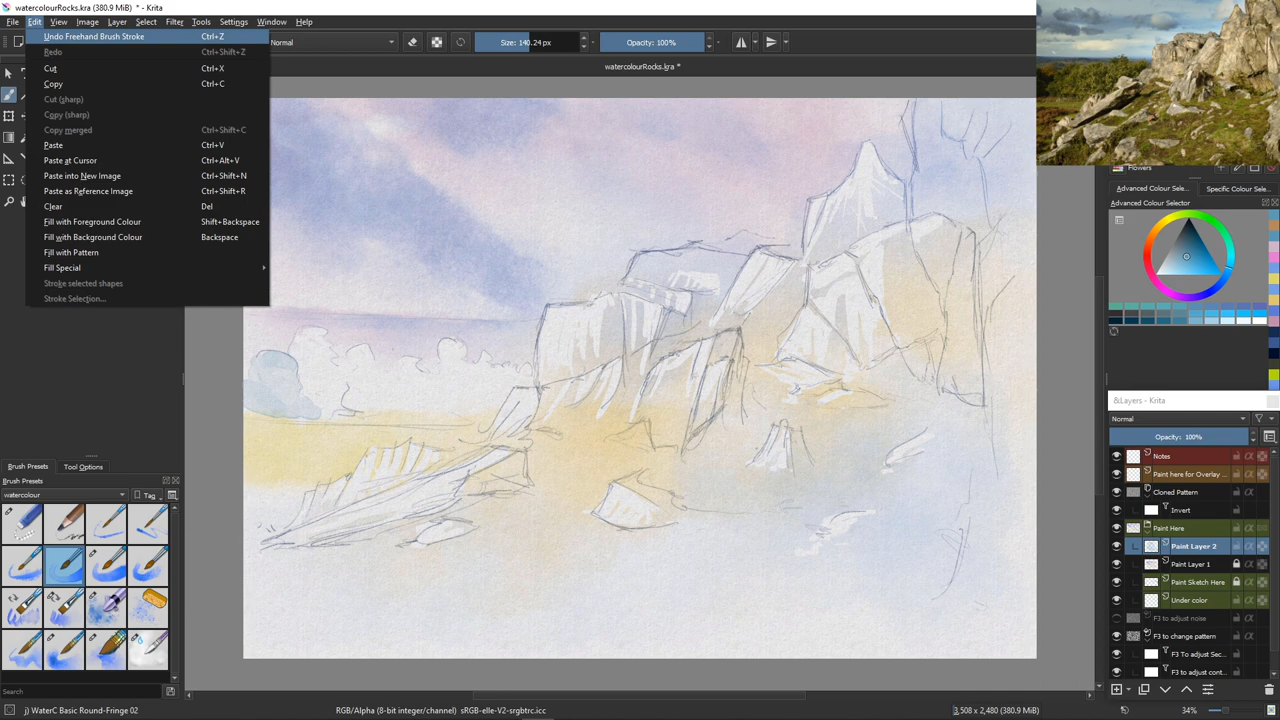 watercolourRocks.kra (380.9 MiB) * - Krita
File Edit View Image Layer Select Filter Tools Settings Window Help
Undo Freehand Brush Stroke Ctrl+Z
Redo Ctrl+Shift+Z
Cut Ctrl+X
Copy Ctrl+C
Cut (sharp)
Copy (sharp)
Copy merged Ctrl+Shift+C
Paste Ctrl+V
Paste at Cursor Ctrl+Alt+V
Paste into New Image Ctrl+Shift+N
Paste as Reference Image Ctrl+Shift+R
Clear Del
Fill with Foreground Colour Shift+Backspace
Fill with Background Colour Backspace
Fill with Pattern
Fill Special
Stroke selected shapes
Stroke Selection...
Normal
Size: 140.24 px
Opacity: 100%
watercolourRocks.kra *
Flowers
Advanced Colour Sele...
Specific Colour Sele...
Advanced Colour Selector
&Layers - Krita
Normal
Opacity: 100%
Notes
Paint here for Overlay ...
Cloned Pattern
Invert
Paint Here
Paint Layer 2
Paint Layer 1
Paint Sketch Here
Under color
F3 to adjust noise
F3 to change pattern
F3 To adjust Sec...
F3 to adjust cont...
Brush Presets
Tool Options
Brush Presets
watercolour
Tag
Search
j) WaterC Basic Round-Fringe 02
RGB/Alpha (8-bit integer/channel) sRGB-elle-V2-srgbtrc.icc
3,508 x 2,480 (380.9 MiB)
34%